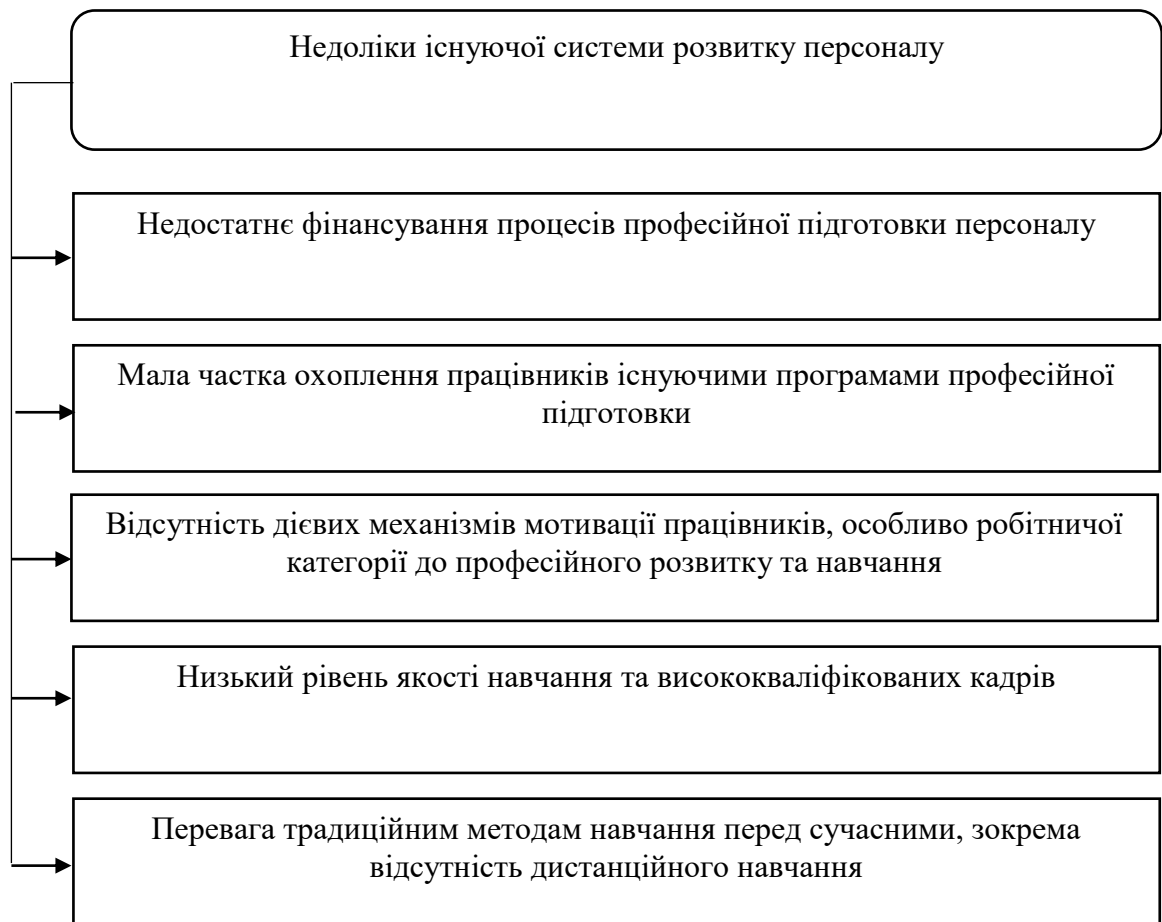 Недоліки існуючої системи розвитку персоналу
Недостатнє фінансування процесів професійної підготовки персоналу
Мала частка охоплення працівників існуючими програмами професійної
підготовки
Відсутність дієвих механізмів мотивації працівників, особливо робітничої
категорії до професійного розвитку та навчання
Низький рівень якості навчання та висококваліфікованих кадрів
Перевага традиційним методам навчання перед сучасними, зокрема
відсутність дистанційного навчання